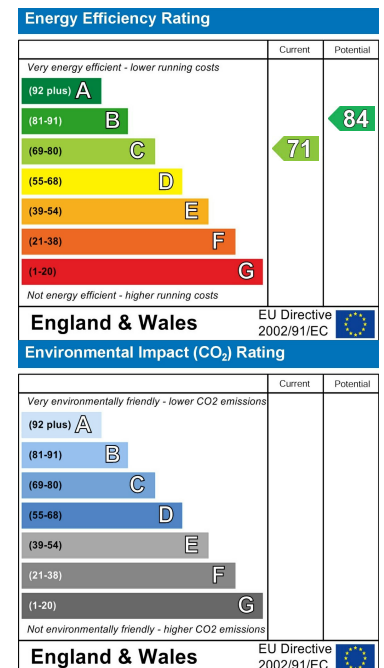 Energy Efficiency Rating
Current Potential
Very energy efficient - lower running costs
(92 plus) A
(81-91) B 84
(69-80) C 71
(55-68) D
(39-54) E
(21-38) F
(1-20) G
Not energy efficient - higher running costs
England & Wales EU Directive
2002/91/EC
Environmental Impact (CO₂) Rating
Current Potential
Very environmentally friendly - lower CO2 emissions
(92 plus) A
(81-91) B
(69-80) C
(55-68) D
(39-54) E
(21-38) F
(1-20) G
Not environmentally friendly - higher CO2 emissions
England & Wales EU Directive
2002/91/EC